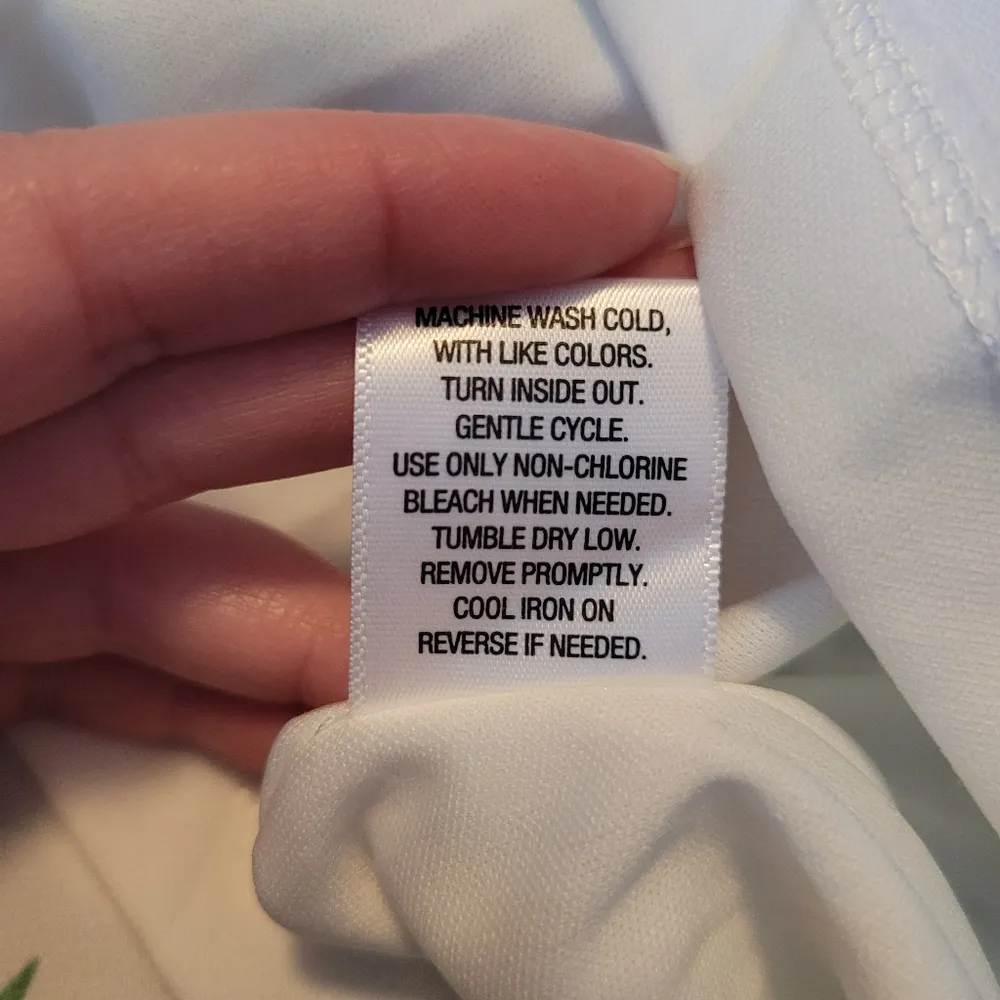 MACHINE WASH COLD,
WITH LIKE COLORS.
TURN INSIDE OUT.
GENTLE CYCLE.
USE ONLY NON-CHLORINE
BLEACH WHEN NEEDED.
TUMBLE DRY LOW.
REMOVE PROMPTLY.
COOL IRON ON
REVERSE IF NEEDED.